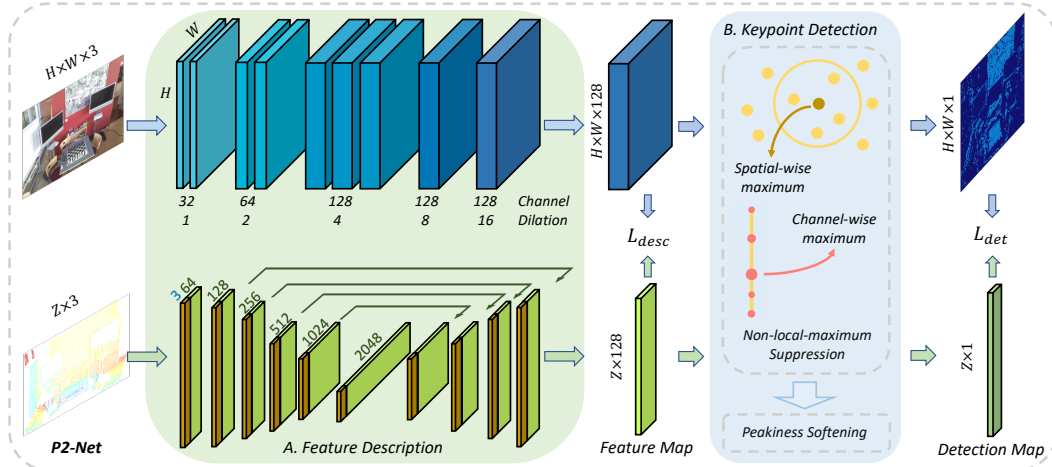 H×W×3
W
H
32
64
128
128
128
Channel
1
2
4
8
16
Dilation
H×W×128
L_desc
B. Keypoint Detection
Spatial-wise
maximum
Channel-wise
maximum
Non-local-maximum
Suppression
Peakiness Softening
H×W×1
L_det
Z×3
P2-Net
3
64
128
256
512
1024
2048
A. Feature Description
Z×128
Feature Map
Z×1
Detection Map